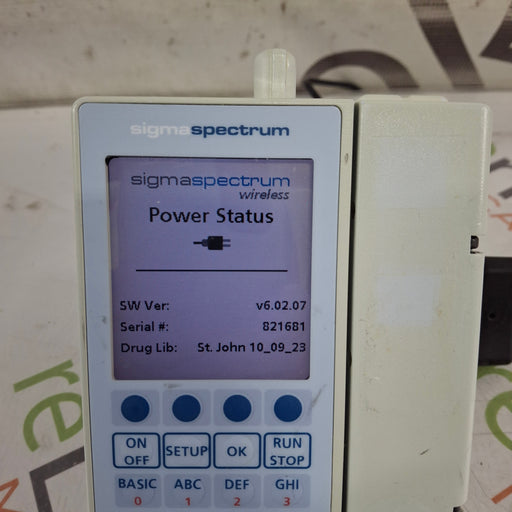 sigmaspectrum
sigmaspectrum
wireless
Power Status
SW Ver: v6.02.07
Serial #: 821681
Drug Lib: St. John 10_09_23
ON OFF
SETUP
OK
RUN STOP
BASIC ABC DEF GHI
0 1 2 3